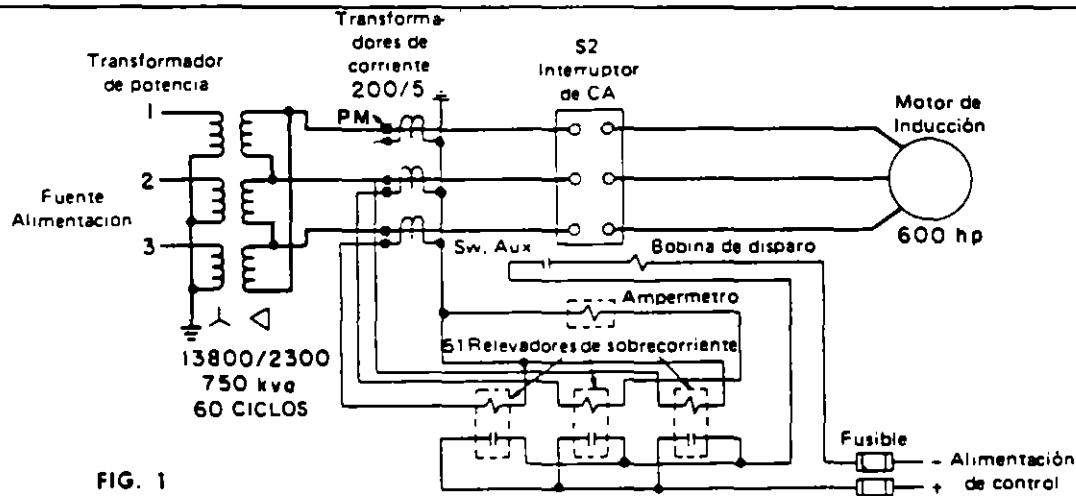 Transforma-
dores de
corriente
200/5
Transformador
de potencia
S2
Interruptor
de CA
Motor de
Inducción
1
PM
2
Fuente
Alimentación
3
Sw. Aux
Bobina de disparo
600 hp
Ampermetro
51 Relevadores de sobrecorriente
13800/2300
750 kva
60 CICLOS
Fusible
- Alimentación
+ de control
FIG. 1